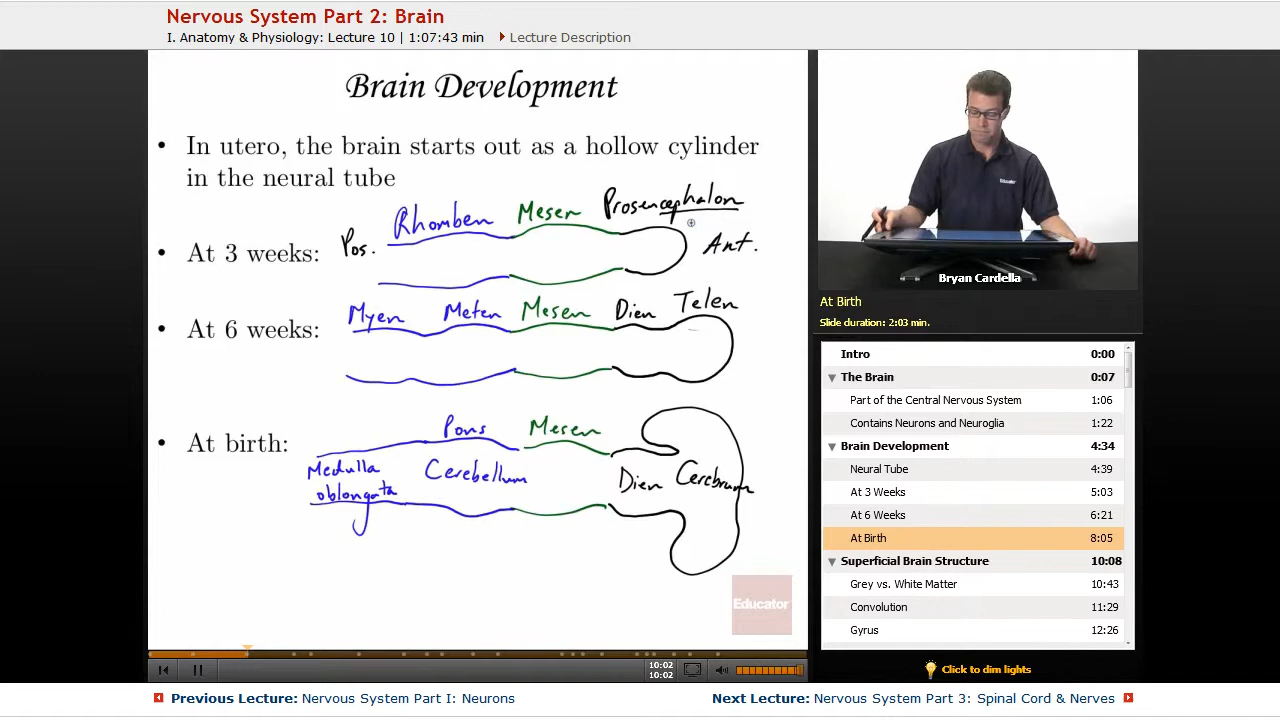 Nervous System Part 2: Brain
I. Anatomy & Physiology: Lecture 10 | 1:07:43 min Lecture Description
Brain Development
• In utero, the brain starts out as a hollow cylinder
in the neural tube
Rhomben Mesen Prosencephalon
• At 3 weeks: Pos. Ant.
Myen Meten Mesen Dien Telen
• At 6 weeks:
Pons Mesen
• At birth:
Medulla Cerebellum Dien Cerebrum
oblongata
Educator
Educator
Bryan Cardella
At Birth
Slide duration: 2:03 min.
Intro 0:00
The Brain 0:07
Part of the Central Nervous System 1:06
Contains Neurons and Neuroglia 1:22
Brain Development 4:34
Neural Tube 4:39
At 3 Weeks 5:03
At 6 Weeks 6:21
At Birth 8:05
Superficial Brain Structure 10:08
Grey vs. White Matter 10:43
Convolution 11:29
Gyrus 12:26
10:02
10:02
Click to dim lights
Previous Lecture: Nervous System Part I: Neurons
Next Lecture: Nervous System Part 3: Spinal Cord & Nerves